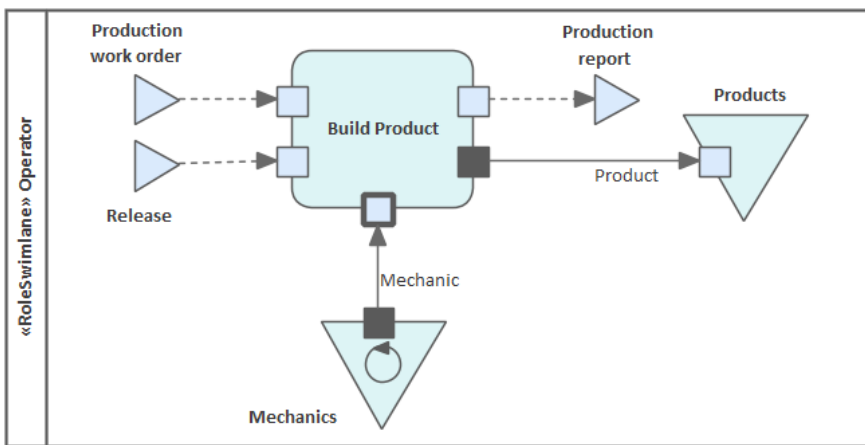 «RoleSwimlane» Operator
Production
work order
Release
Build Product
Production
report
Products
Product
Mechanic
Mechanics